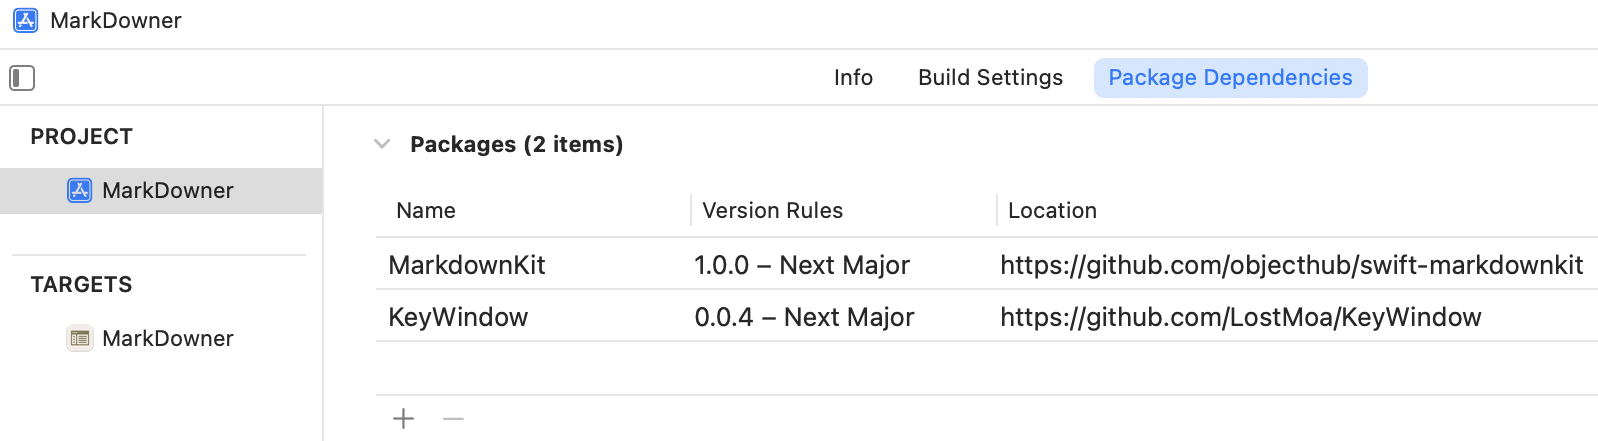 MarkDowner
Info Build Settings Package Dependencies
PROJECT
MarkDowner
TARGETS
MarkDowner
Packages (2 items)
Name Version Rules Location
MarkdownKit 1.0.0 – Next Major https://github.com/objecthub/swift-markdownkit
KeyWindow 0.0.4 – Next Major https://github.com/LostMoa/KeyWindow